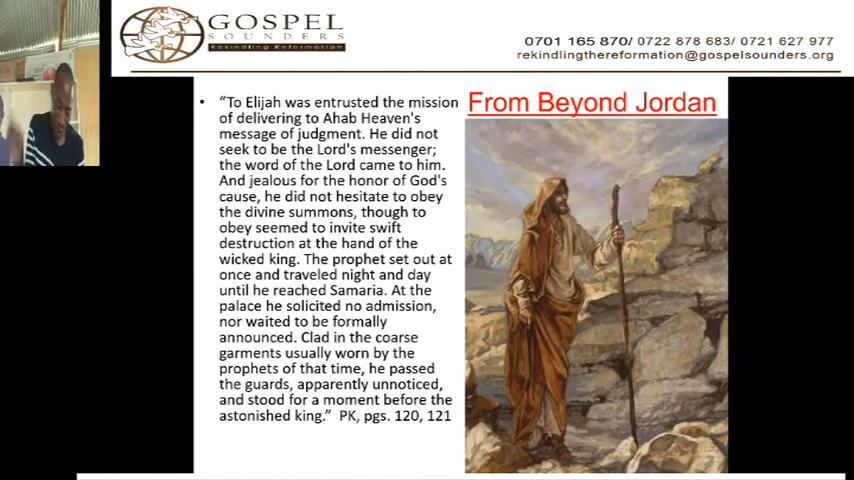 GOSPEL
SOUNDERS
Rekindling Reformation
0701 165 870/ 0722 878 683/ 0721 627 977
rekindlingthereformation@gospelsounders.org
From Beyond Jordan
• “To Elijah was entrusted the mission
of delivering to Ahab Heaven's
message of judgment. He did not
seek to be the Lord's messenger;
the word of the Lord came to him.
And jealous for the honor of God's
cause, he did not hesitate to obey
the divine summons, though to
obey seemed to invite swift
destruction at the hand of the
wicked king. The prophet set out at
once and traveled night and day
until he reached Samaria. At the
palace he solicited no admission,
nor waited to be formally
announced. Clad in the coarse
garments usually worn by the
prophets of that time, he passed
the guards, apparently unnoticed,
and stood for a moment before the
astonished king.” PK, pgs. 120, 121